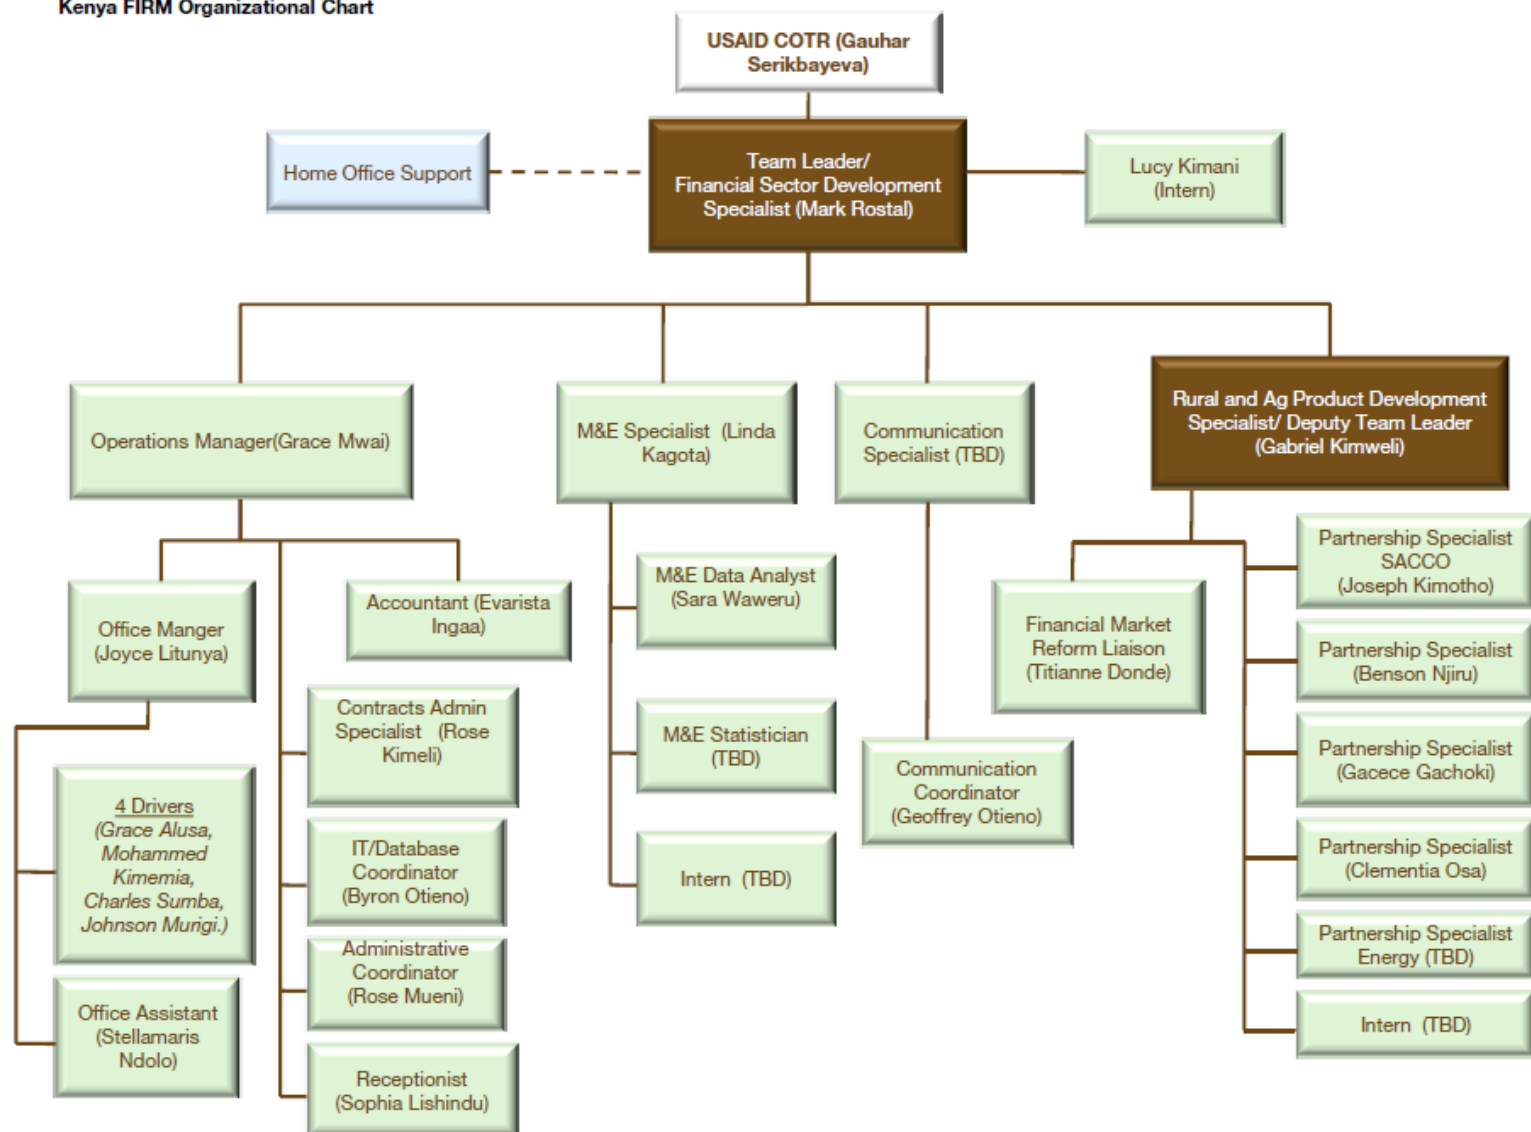 Kenya FIRM Organizational Chart
USAID COTR (Gauhar
Serikbayeva)
Home Office Support
Team Leader/
Financial Sector Development
Specialist (Mark Rostal)
Lucy Kimani
(Intern)
Operations Manager(Grace Mwai)
M&E Specialist (Linda
Kagota)
Communication
Specialist (TBD)
Rural and Ag Product Development
Specialist/ Deputy Team Leader
(Gabriel Kimweli)
Office Manger
(Joyce Litunya)
Accountant (Evarista
Ingaa)
4 Drivers
(Grace Alusa,
Mohammed
Kimemia,
Charles Sumba,
Johnson Murigi.)
Office Assistant
(Stellamaris
Ndolo)
Contracts Admin
Specialist (Rose
Kimeli)
IT/Database
Coordinator
(Byron Otieno)
Administrative
Coordinator
(Rose Mueni)
Receptionist
(Sophia Lishindu)
M&E Data Analyst
(Sara Waweru)
M&E Statistician
(TBD)
Intern (TBD)
Communication
Coordinator
(Geoffrey Otieno)
Financial Market
Reform Liaison
(Titianne Donde)
Partnership Specialist
SACCO
(Joseph Kimotho)
Partnership Specialist
(Benson Njiru)
Partnership Specialist
(Gacece Gachoki)
Partnership Specialist
(Clementia Osa)
Partnership Specialist
Energy (TBD)
Intern (TBD)